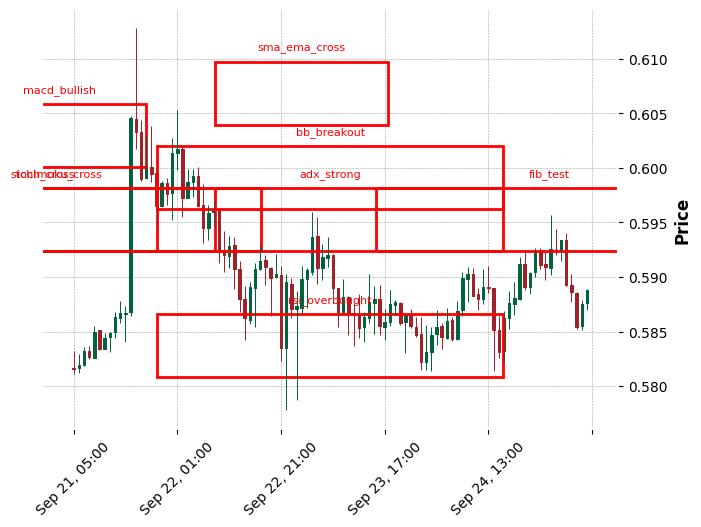 sma_ema_cross
macd_bullish
bb_breakout
adx_strong
fib_test
rsi_overbought
0.610
0.605
0.600
0.595
0.590
0.585
0.580
Price
Sep 21, 05:00
Sep 22, 01:00
Sep 22, 21:00
Sep 23, 17:00
Sep 24, 13:00